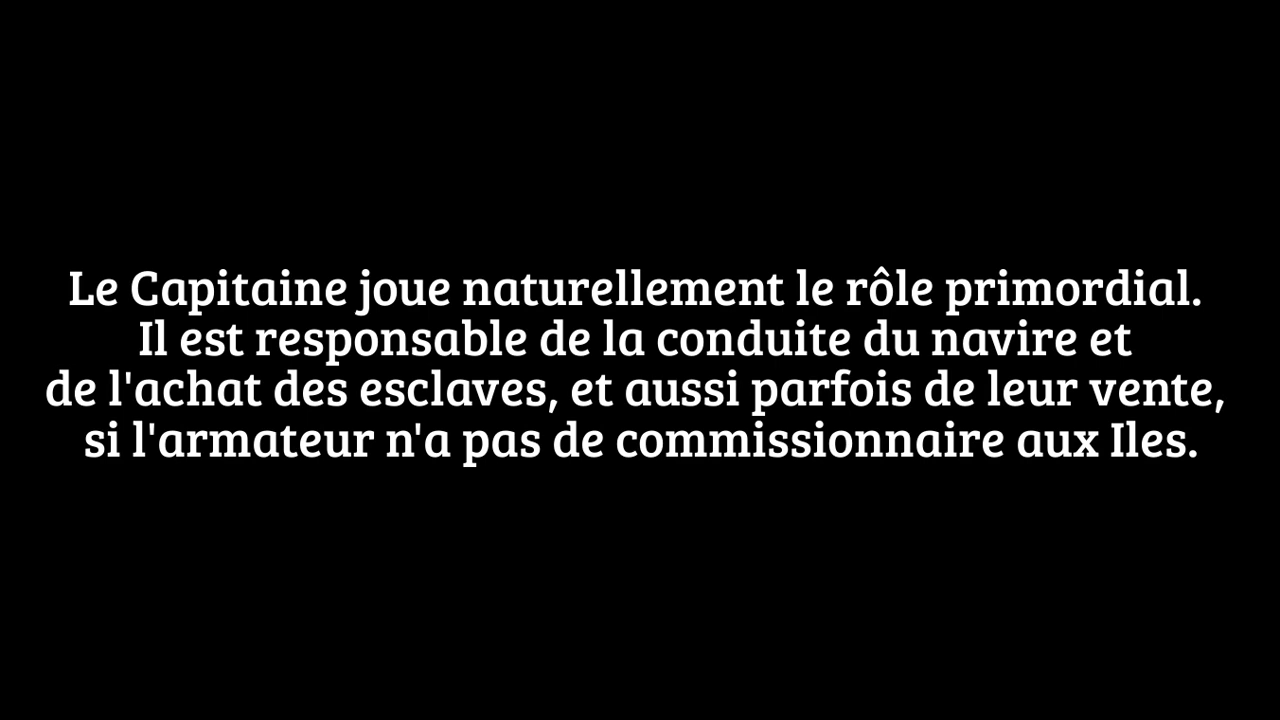 Le Capitaine joue naturellement le rôle primordial.
Il est responsable de la conduite du navire et
de l'achat des esclaves, et aussi parfois de leur vente,
si l'armateur n'a pas de commissionnaire aux Iles.